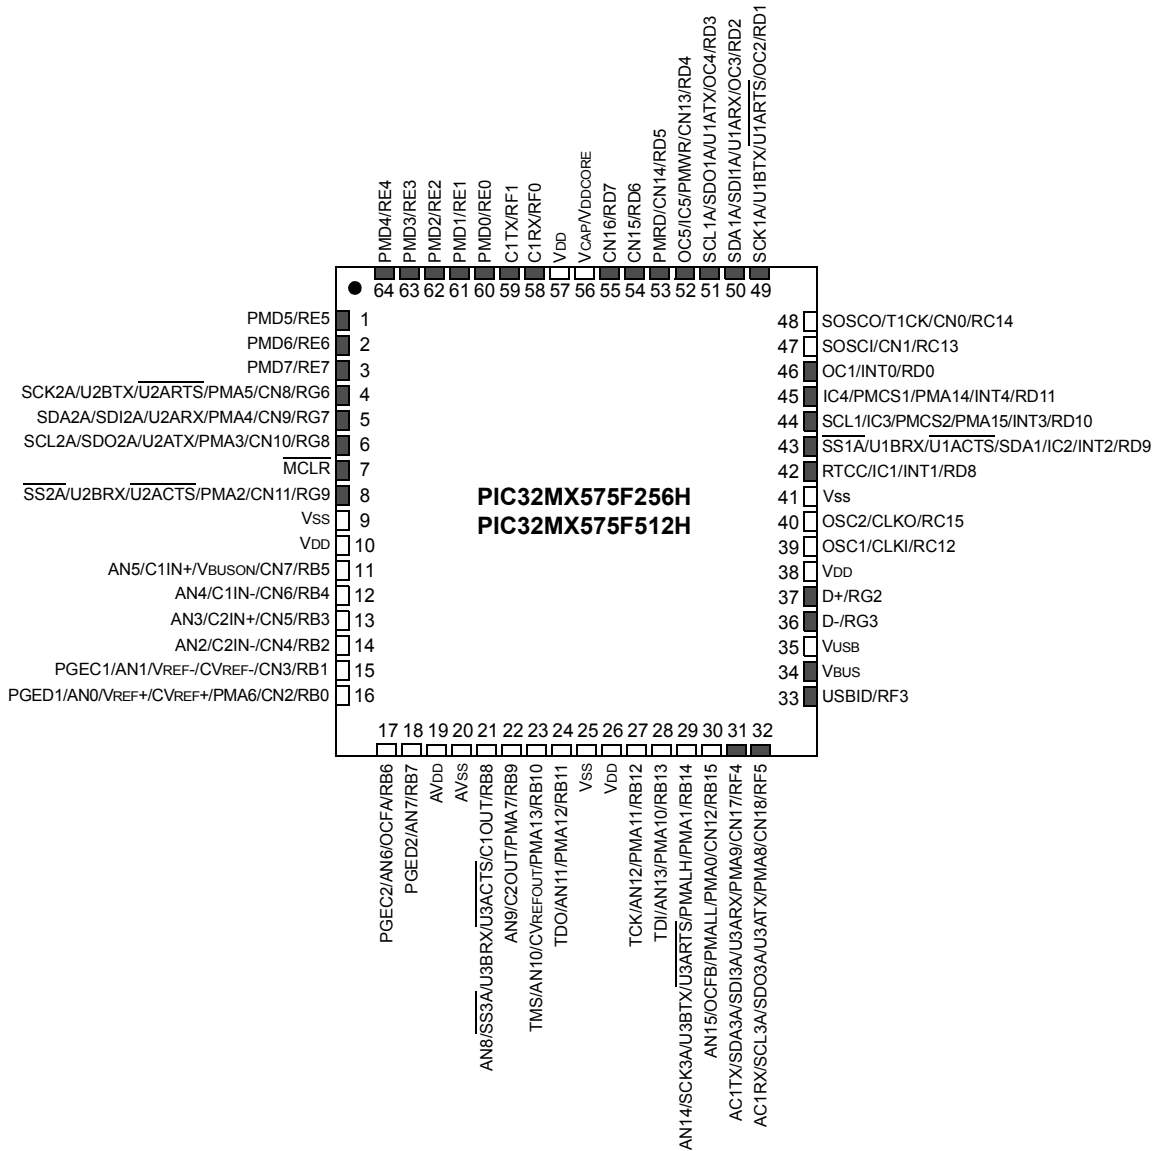 PMD4/RE4
PMD3/RE3
PMD2/RE2
PMD1/RE1
PMD0/RE0
C1TX/RF1
C1RX/RF0
VDD
VCAP/VDDCORE
CN16/RD7
CN15/RD6
PMRD/CN14/RD5
OC5/IC5/PMWR/CN13/RD4
SCL1A/SDO1A/U1ATX/OC4/RD3
SDA1A/SDI1A/U1ARX/OC3/RD2
SCK1A/U1BTX/U1ARTS/OC2/RD1
64 63 62 61 60 59 58 57 56 55 54 53 52 51 50 49
PMD5/RE5 1
PMD6/RE6 2
PMD7/RE7 3
SCK2A/U2BTX/U2ARTS/PMA5/CN8/RG6 4
SDA2A/SDI2A/U2ARX/PMA4/CN9/RG7 5
SCL2A/SDO2A/U2ATX/PMA3/CN10/RG8 6
MCLR 7
SS2A/U2BRX/U2ACTS/PMA2/CN11/RG9 8
VSS 9
VDD 10
AN5/C1IN+/VBUSON/CN7/RB5 11
AN4/C1IN-/CN6/RB4 12
AN3/C2IN+/CN5/RB3 13
AN2/C2IN-/CN4/RB2 14
PGEC1/AN1/VREF-/CVREF-/CN3/RB1 15
PGED1/AN0/VREF+/CVREF+/PMA6/CN2/RB0 16
PIC32MX575F256H
PIC32MX575F512H
48 SOSCO/T1CK/CN0/RC14
47 SOSCI/CN1/RC13
46 OC1/INT0/RD0
45 IC4/PMCS1/PMA14/INT4/RD11
44 SCL1/IC3/PMCS2/PMA15/INT3/RD10
43 SS1A/U1BRX/U1ACTS/SDA1/IC2/INT2/RD9
42 RTCC/IC1/INT1/RD8
41 Vss
40 OSC2/CLKO/RC15
39 OSC1/CLKI/RC12
38 VDD
37 D+/RG2
36 D-/RG3
35 VUSB
34 VBUS
33 USBID/RF3
17 18 19 20 21 22 23 24 25 26 27 28 29 30 31 32
PGEC2/AN6/OCFA/RB6
PGED2/AN7/RB7
AVDD
AVss
AN8/SS3A/U3BRX/U3ACTS/C1OUT/RB8
AN9/C2OUT/PMA7/RB9
TMS/AN10/CVREFOUT/PMA13/RB10
TDO/AN11/PMA12/RB11
Vss
VDD
TCK/AN12/PMA11/RB12
TDI/AN13/PMA10/RB13
AN14/SCK3A/U3BTX/U3ARTS/PMALH/PMA1/RB14
AN15/OCFB/PMALL/PMA0/CN12/RB15
AC1TX/SDA3A/SDI3A/U3ARX/PMA9/CN17/RF4
AC1RX/SCL3A/SDO3A/U3ATX/PMA8/CN18/RF5